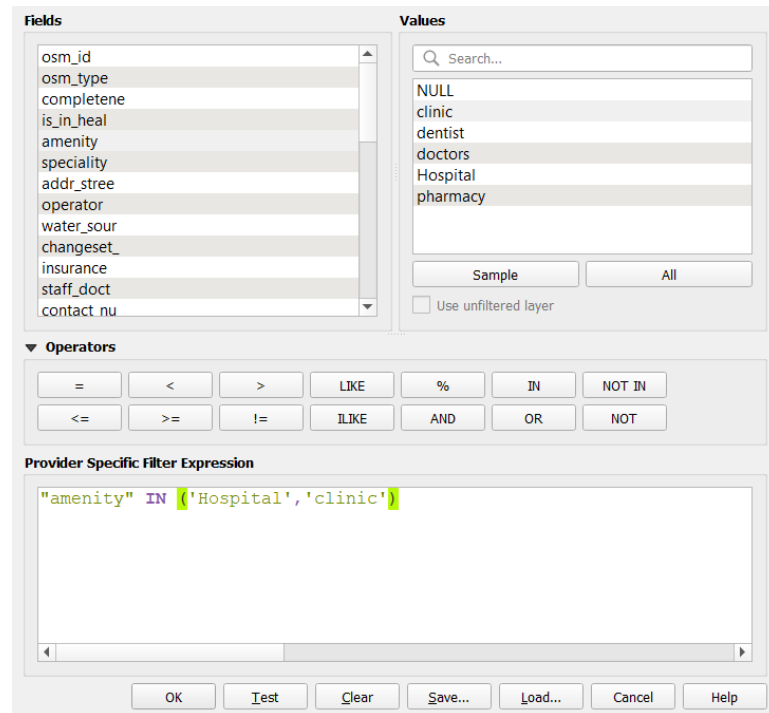 Fields
osm_id
osm_type
completene
is_in_heal
amenity
speciality
addr_stree
operator
water_sour
changeset_
insurance
staff_doct
contact_nu
Values
Search...
NULL
clinic
dentist
doctors
Hospital
pharmacy
Sample All
Use unfiltered layer
Operators
= < > LIKE % IN NOT IN
<= >= != ILIKE AND OR NOT
Provider Specific Filter Expression
"amenity" IN ('Hospital','clinic')
OK Test Clear Save... Load... Cancel Help